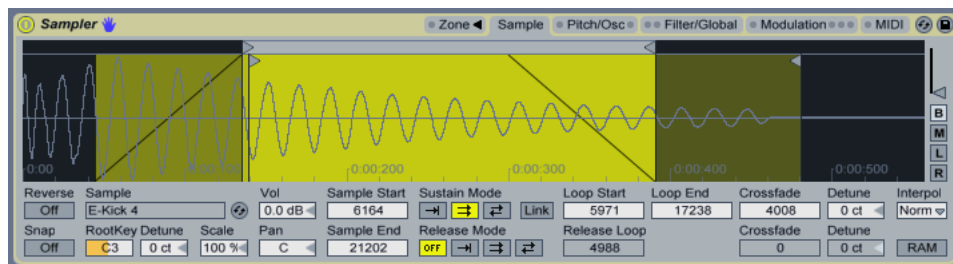 Sampler Zone Sample Pitch/Osc Filter/Global Modulation MIDI
B
M
L
R
0:00 0:00:200 0:00:300 0:00:400 0:00:500
Reverse Sample Vol Sample Start Sustain Mode Loop Start Loop End Crossfade Detune Interpol
Off E-Kick 4 0.0 dB 6164 Link 5971 17238 4008 0 ct Norm
Snap RootKey Detune Scale Pan Sample End Release Mode Release Loop Crossfade Detune
Off C3 0 ct 100 % C 21202 OFF 4988 0 0 ct RAM